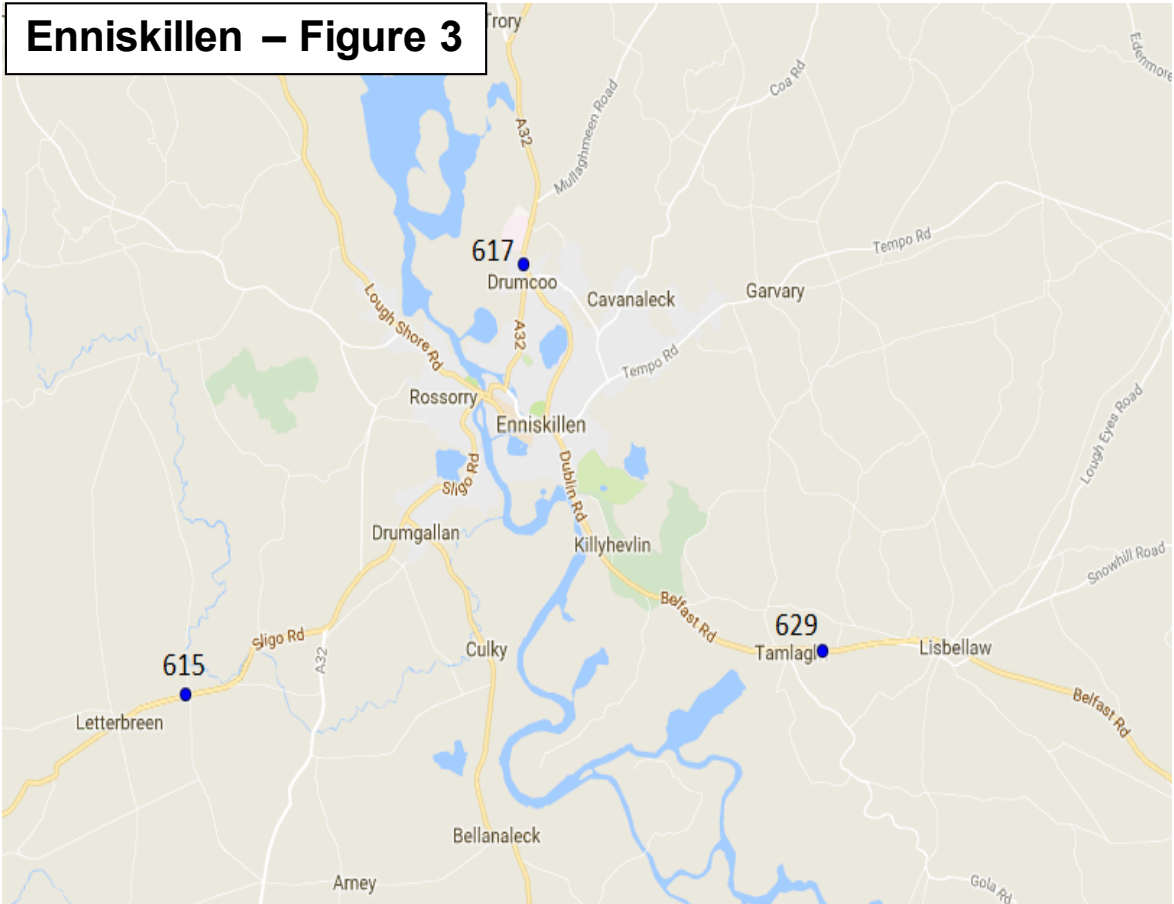 Enniskillen – Figure 3
Trory
Edenmore
Coa Rd
A32
Mullaghmeen Road
Tempo Rd
617
Drumcoo
Cavanaleck
Garvary
Lough Shore Rd
A32
Tempo Rd
Rossorry
Enniskillen
Lough Eyes Road
Sligo Rd
Dublin Rd
Drumgallan
Killyhevlin
Snowhill Road
Belfast Rd
629
Sligo Rd
A32
Culky
Tamlagh
Lisbellaw
615
Letterbreen
Belfast Rd
Bellanaleck
Arney
Gola Rd